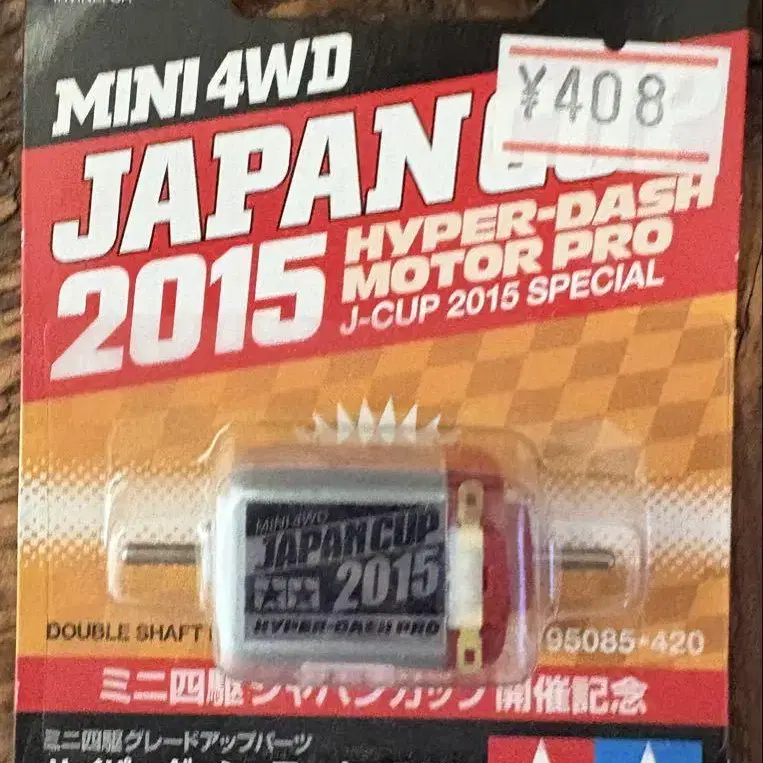 MINI 4WD
¥408
JAPAN CUP
2015
HYPER-DASH
MOTOR PRO
J-CUP 2015 SPECIAL
MINI 4WD
JAPAN CUP
2015
HYPER-DASH PRO
DOUBLE SHAFT
95085・420
ミニ四駆ジャパンカップ開催記念
ミニ四駆グレードアップパーツ